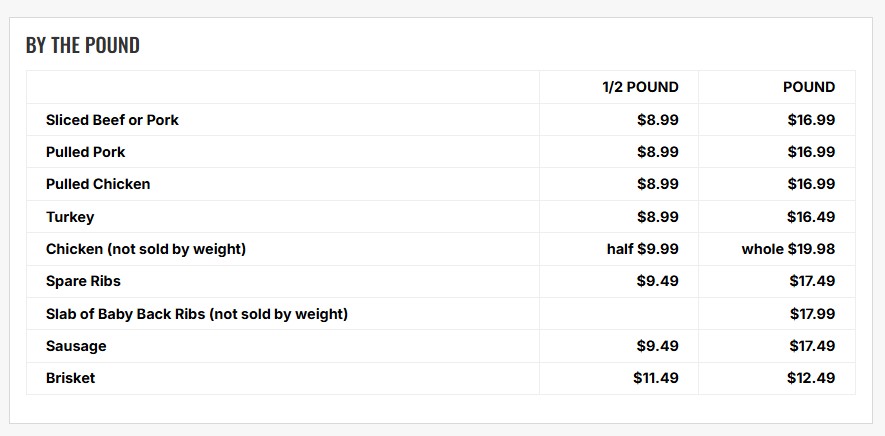 BY THE POUND
1/2 POUND POUND
Sliced Beef or Pork $8.99 $16.99
Pulled Pork $8.99 $16.99
Pulled Chicken $8.99 $16.99
Turkey $8.99 $16.49
Chicken (not sold by weight) half $9.99 whole $19.98
Spare Ribs $9.49 $17.49
Slab of Baby Back Ribs (not sold by weight) $17.99
Sausage $9.49 $17.49
Brisket $11.49 $12.49